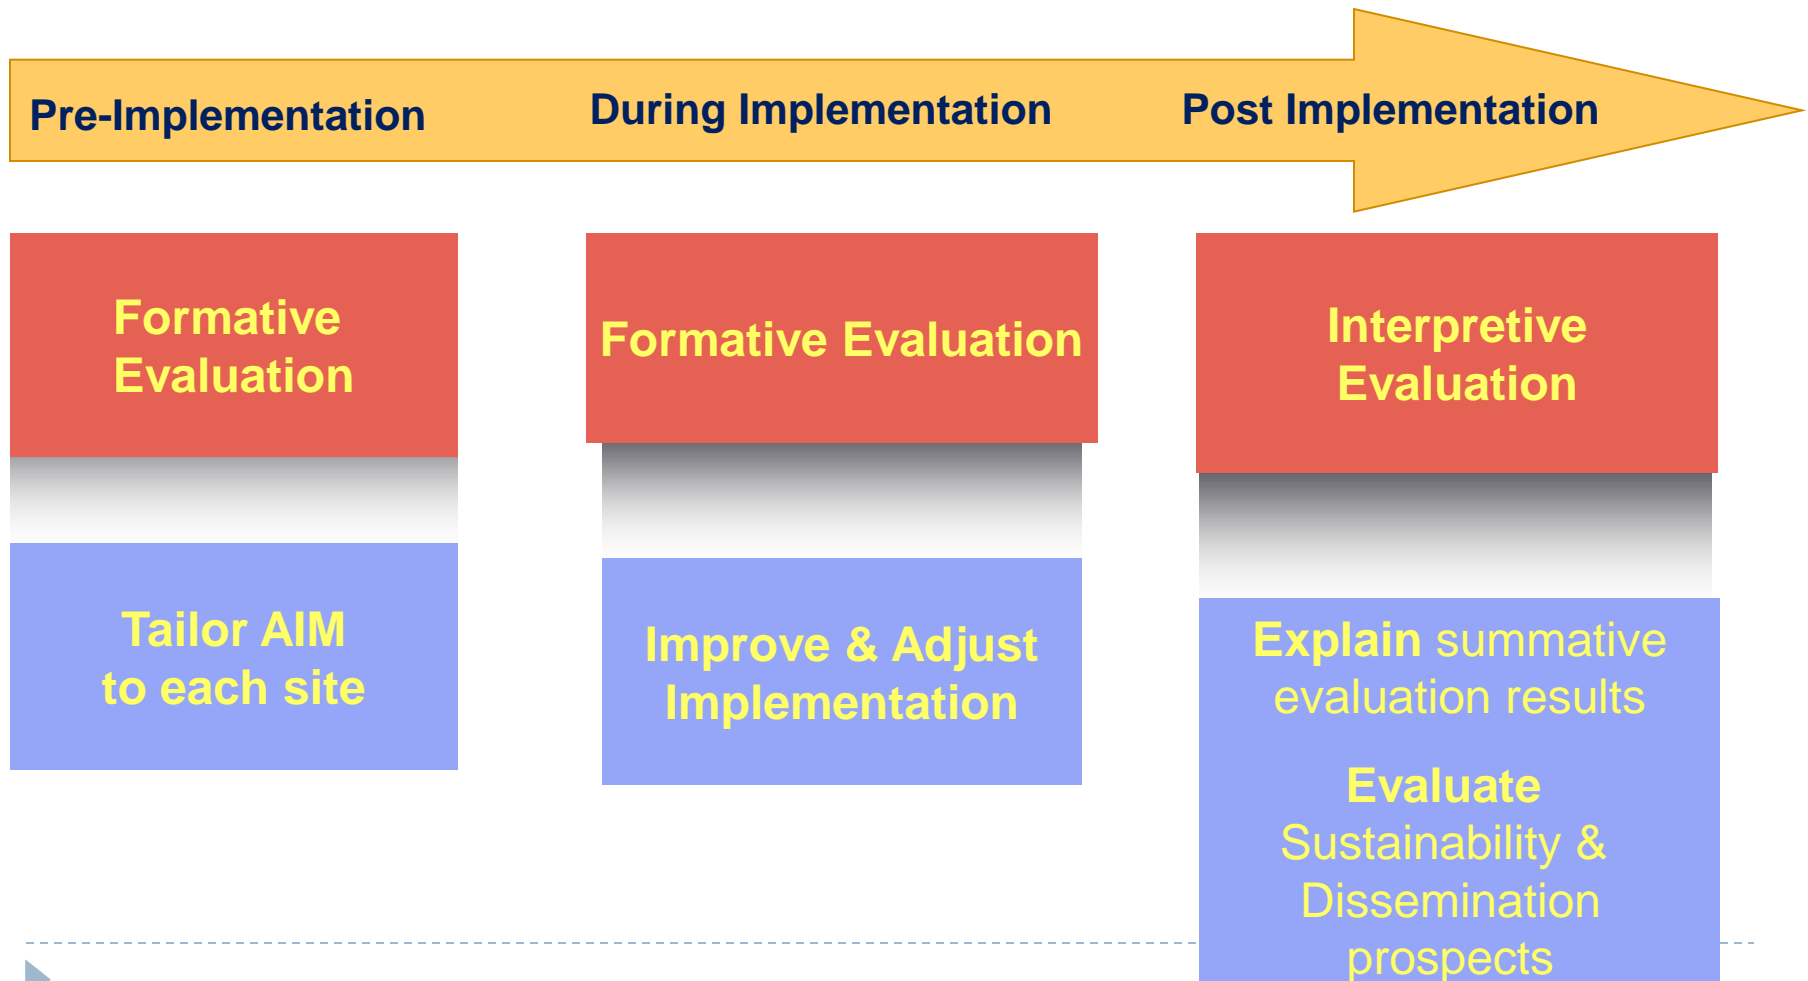 Pre-Implementation
During Implementation
Post Implementation
Formative
Evaluation
Formative Evaluation
Interpretive
Evaluation
Tailor AIM
to each site
Improve & Adjust
Implementation
Explain summative
evaluation results
Evaluate
Sustainability &
Dissemination
prospects